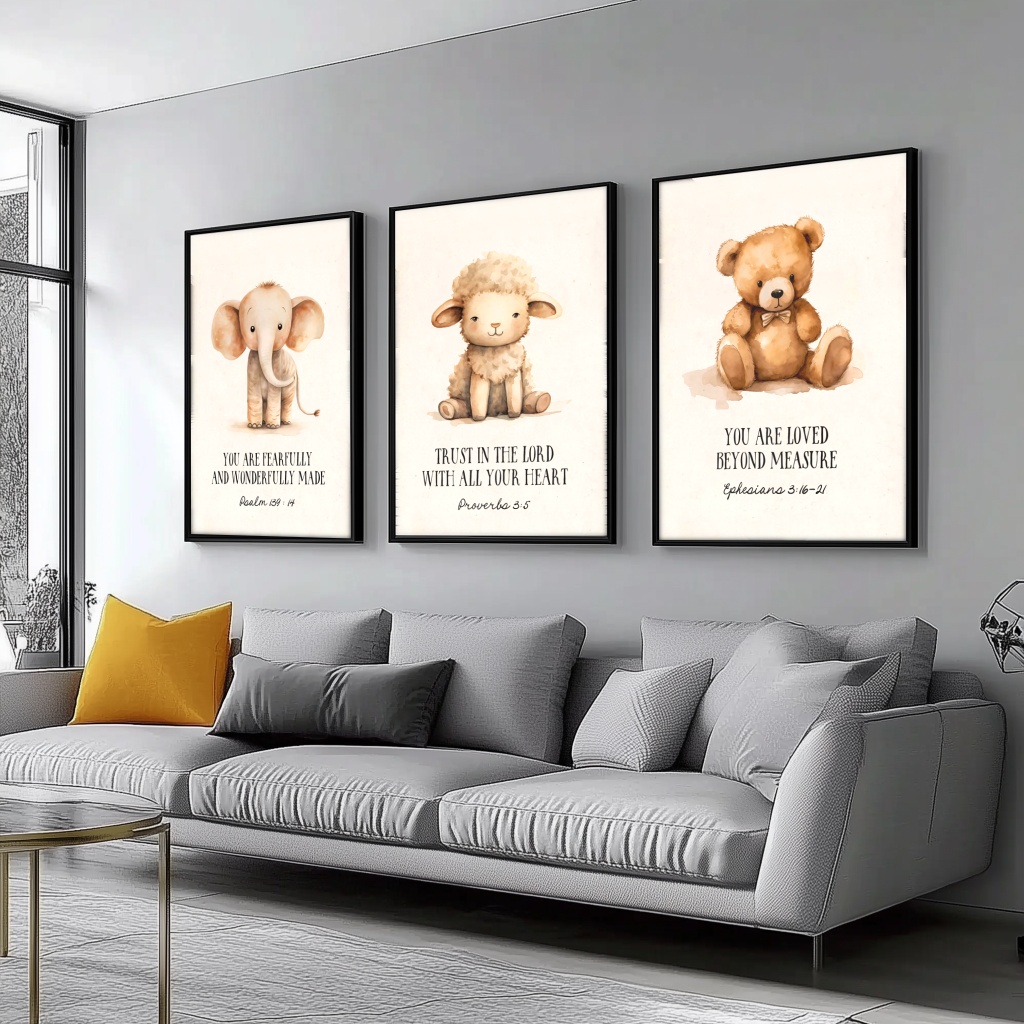 YOU ARE FEARFULLY
AND WONDERFULLY MADE
Psalm 139 : 14
TRUST IN THE LORD
WITH ALL YOUR HEART
Proverbs 3:5
YOU ARE LOVED
BEYOND MEASURE
Ephesians 3:16-21